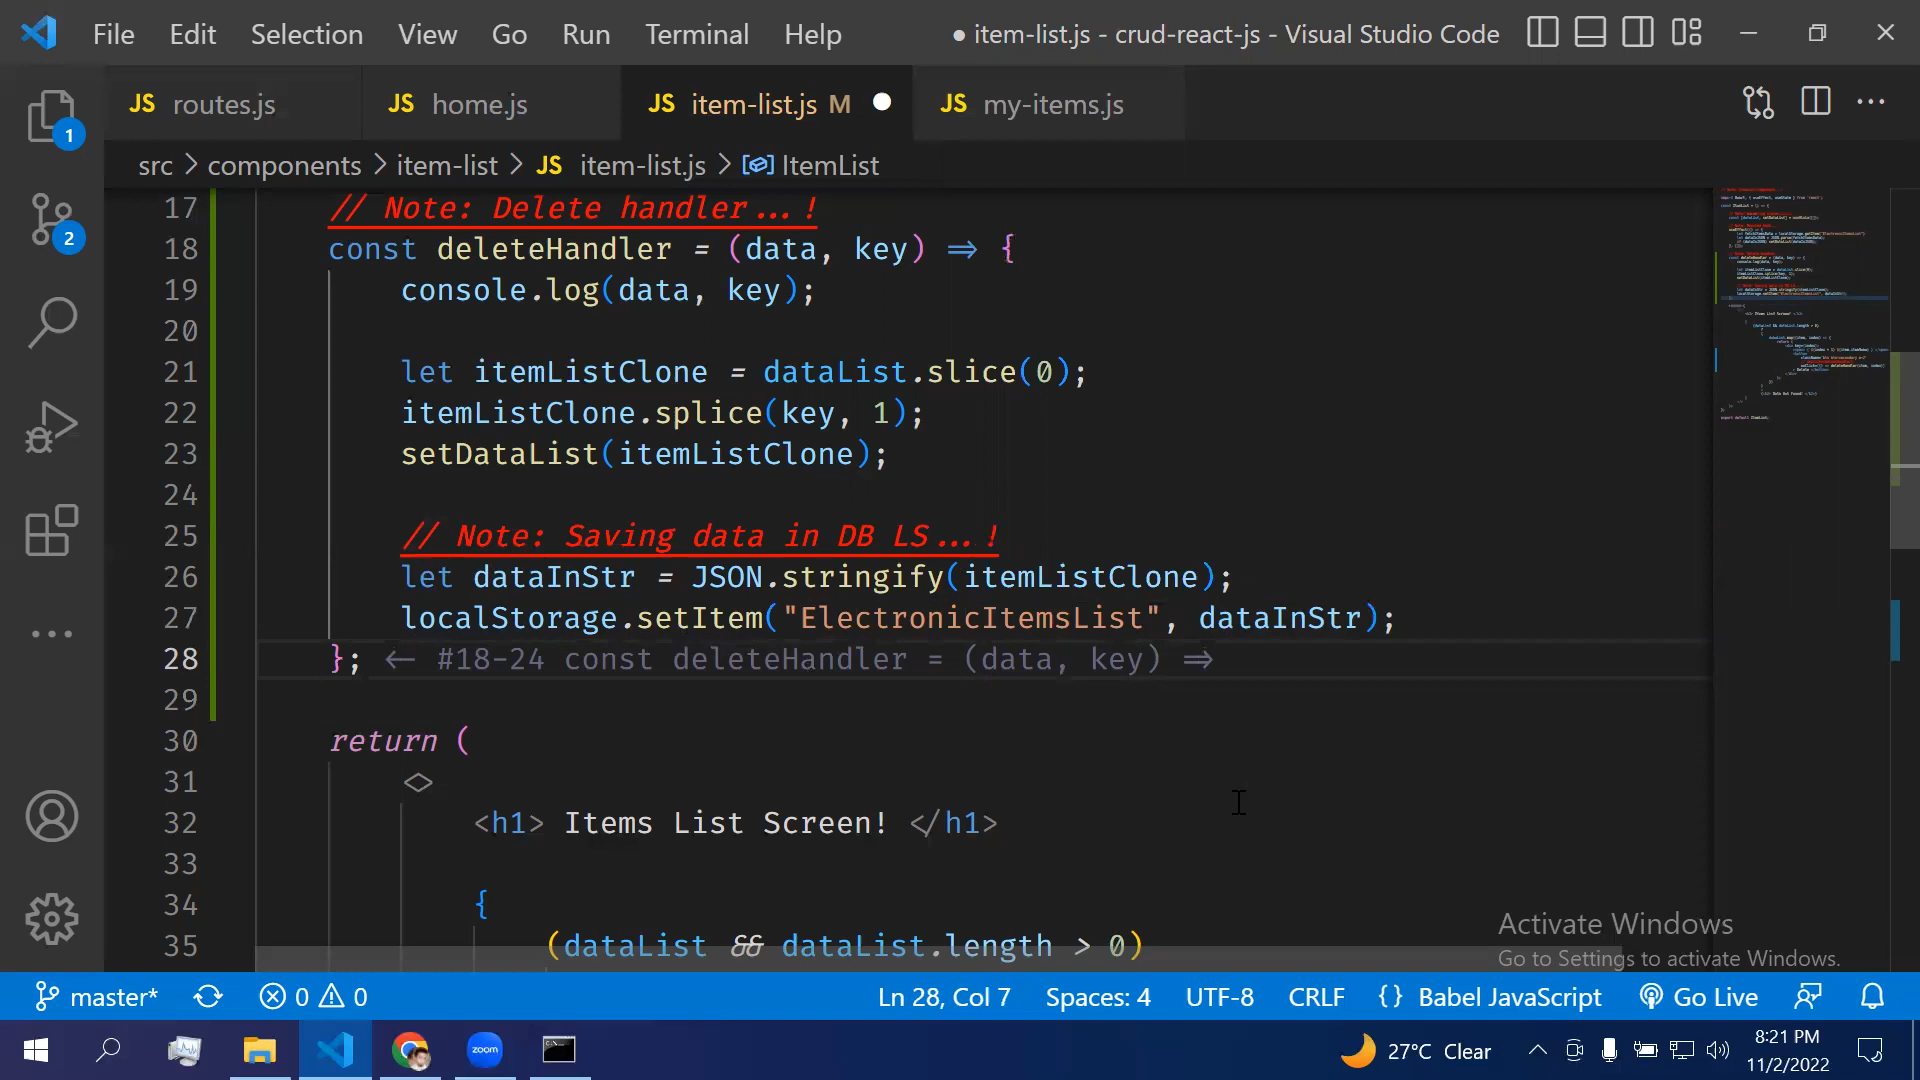 File Edit Selection View Go Run Terminal Help ● item-list.js - crud-react-js - Visual Studio Code
JS routes.js JS home.js JS item-list.js M ● JS my-items.js
src > components > item-list > JS item-list.js > ItemList
17 // Note: Delete handler...!
18 const deleteHandler = (data, key) => {
19 console.log(data, key);
20
21 let itemListClone = dataList.slice(0);
22 itemListClone.splice(key, 1);
23 setDataList(itemListClone);
24
25 // Note: Saving data in DB LS...!
26 let dataInStr = JSON.stringify(itemListClone);
27 localStorage.setItem("ElectronicItemsList", dataInStr);
28 }; <- #18-24 const deleteHandler = (data, key) =>
29
30 return (
31 <>
32 <h1> Items List Screen! </h1>
33
34 {
35 (dataList && dataList.length > 0)
1
2
Activate Windows
Go to Settings to activate Windows.
master* 0 0 Ln 28, Col 7 Spaces: 4 UTF-8 CRLF {} Babel JavaScript Go Live
zoom 27°C Clear 8:21 PM
11/2/2022